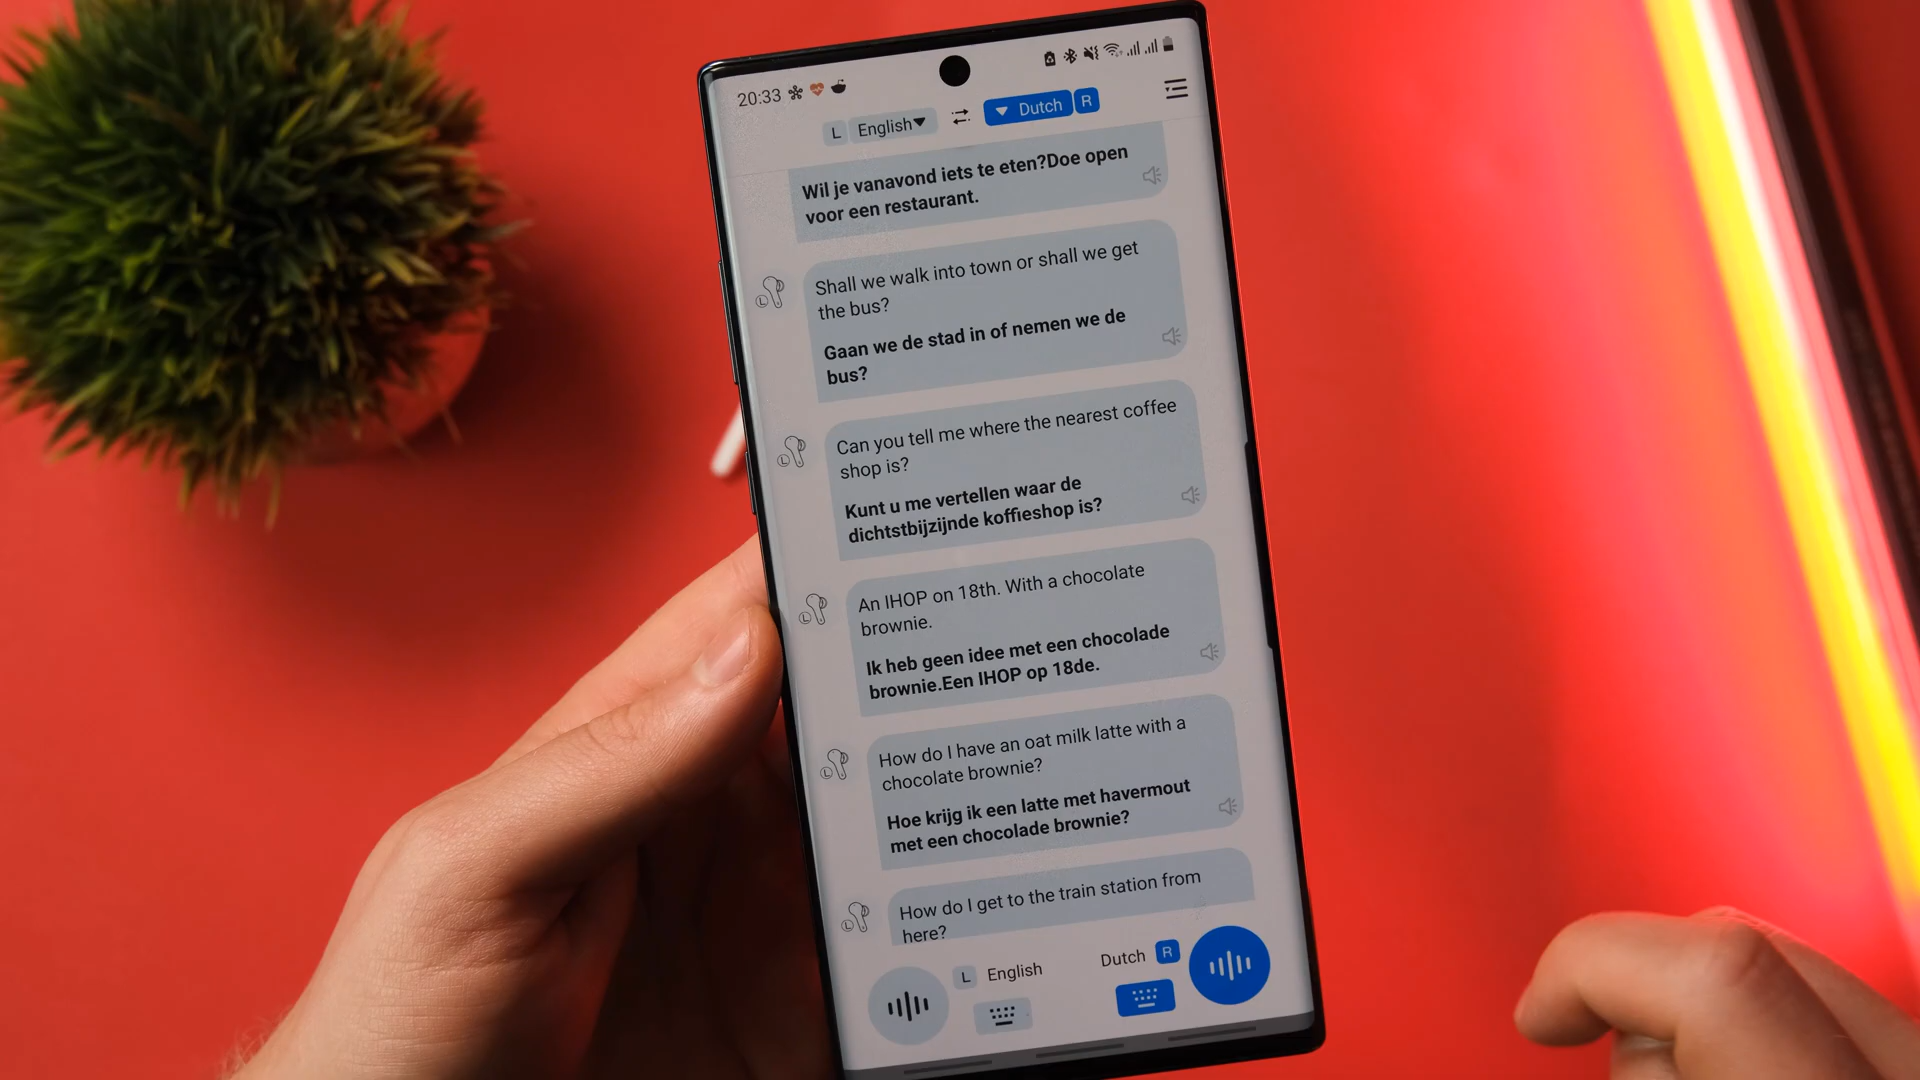 20:33
L English Dutch R
Wil je vanavond iets te eten?Doe open
voor een restaurant.
Shall we walk into town or shall we get
the bus?
Gaan we de stad in of nemen we de
bus?
L
Can you tell me where the nearest coffee
shop is?
Kunt u me vertellen waar de
dichtstbijzijnde koffieshop is?
L
An IHOP on 18th. With a chocolate
brownie.
Ik heb geen idee met een chocolade
brownie.Een IHOP op 18de.
L
How do I have an oat milk latte with a
chocolate brownie?
Hoe krijg ik een latte met havermout
met een chocolade brownie?
L
How do I get to the train station from
here?
L
L English Dutch R